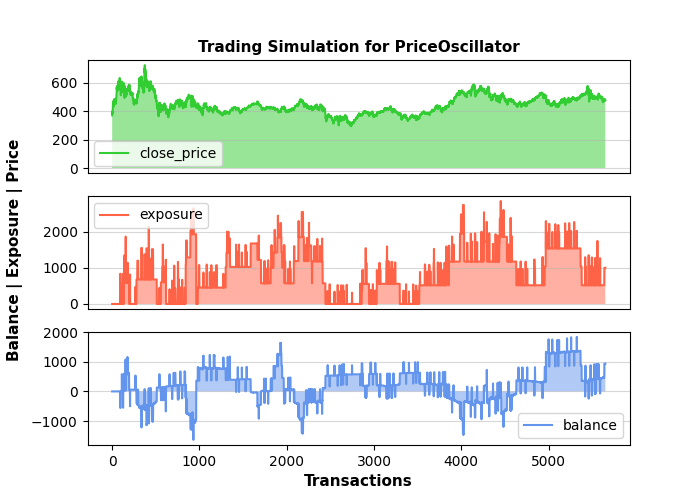 Trading Simulation for PriceOscillator
600
400
200
0
close_price
Balance | Exposure | Price
2000
1000
0
exposure
2000
1000
0
−1000
balance
0 1000 2000 3000 4000 5000
Transactions